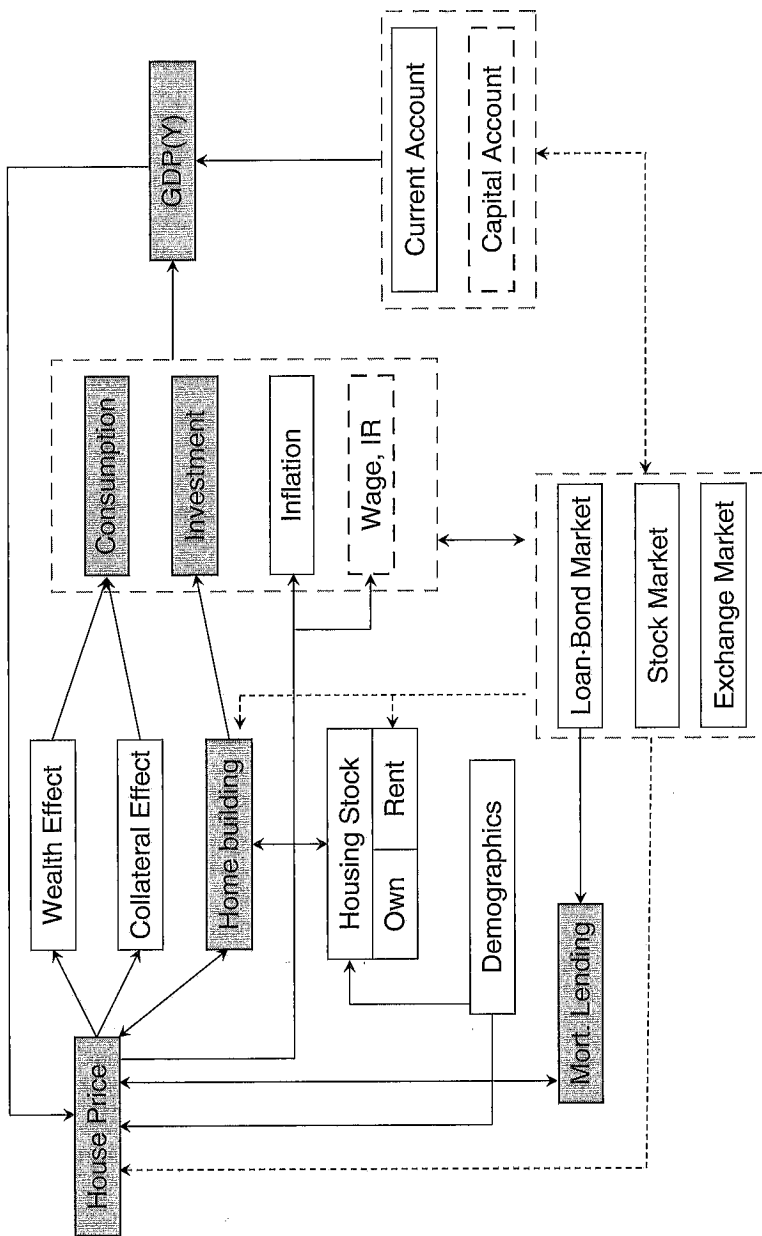 House Price
Wealth Effect
Collateral Effect
Home building
Housing Stock
Own Rent
Demographics
Mort. Lending
Consumption
Investment
Inflation
Wage, IR
Loan·Bond Market
Stock Market
Exchange Market
GDP(Y)
Current Account
Capital Account